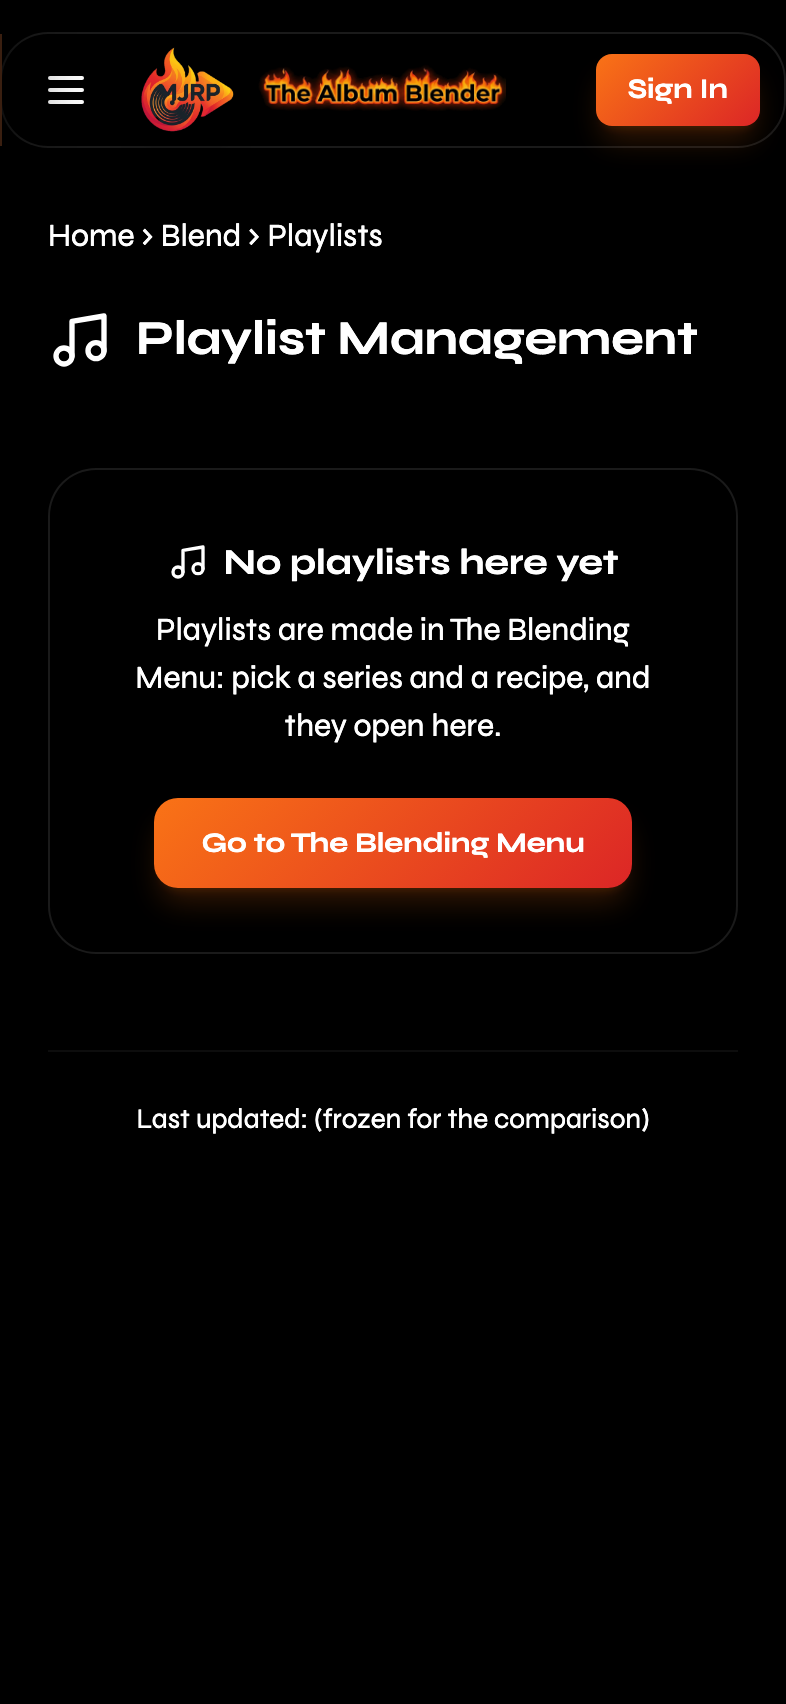 MJRP
The Album Blender
Sign In
Home › Blend › Playlists
Playlist Management
No playlists here yet
Playlists are made in The Blending
Menu: pick a series and a recipe, and
they open here.
Go to The Blending Menu
Last updated: (frozen for the comparison)